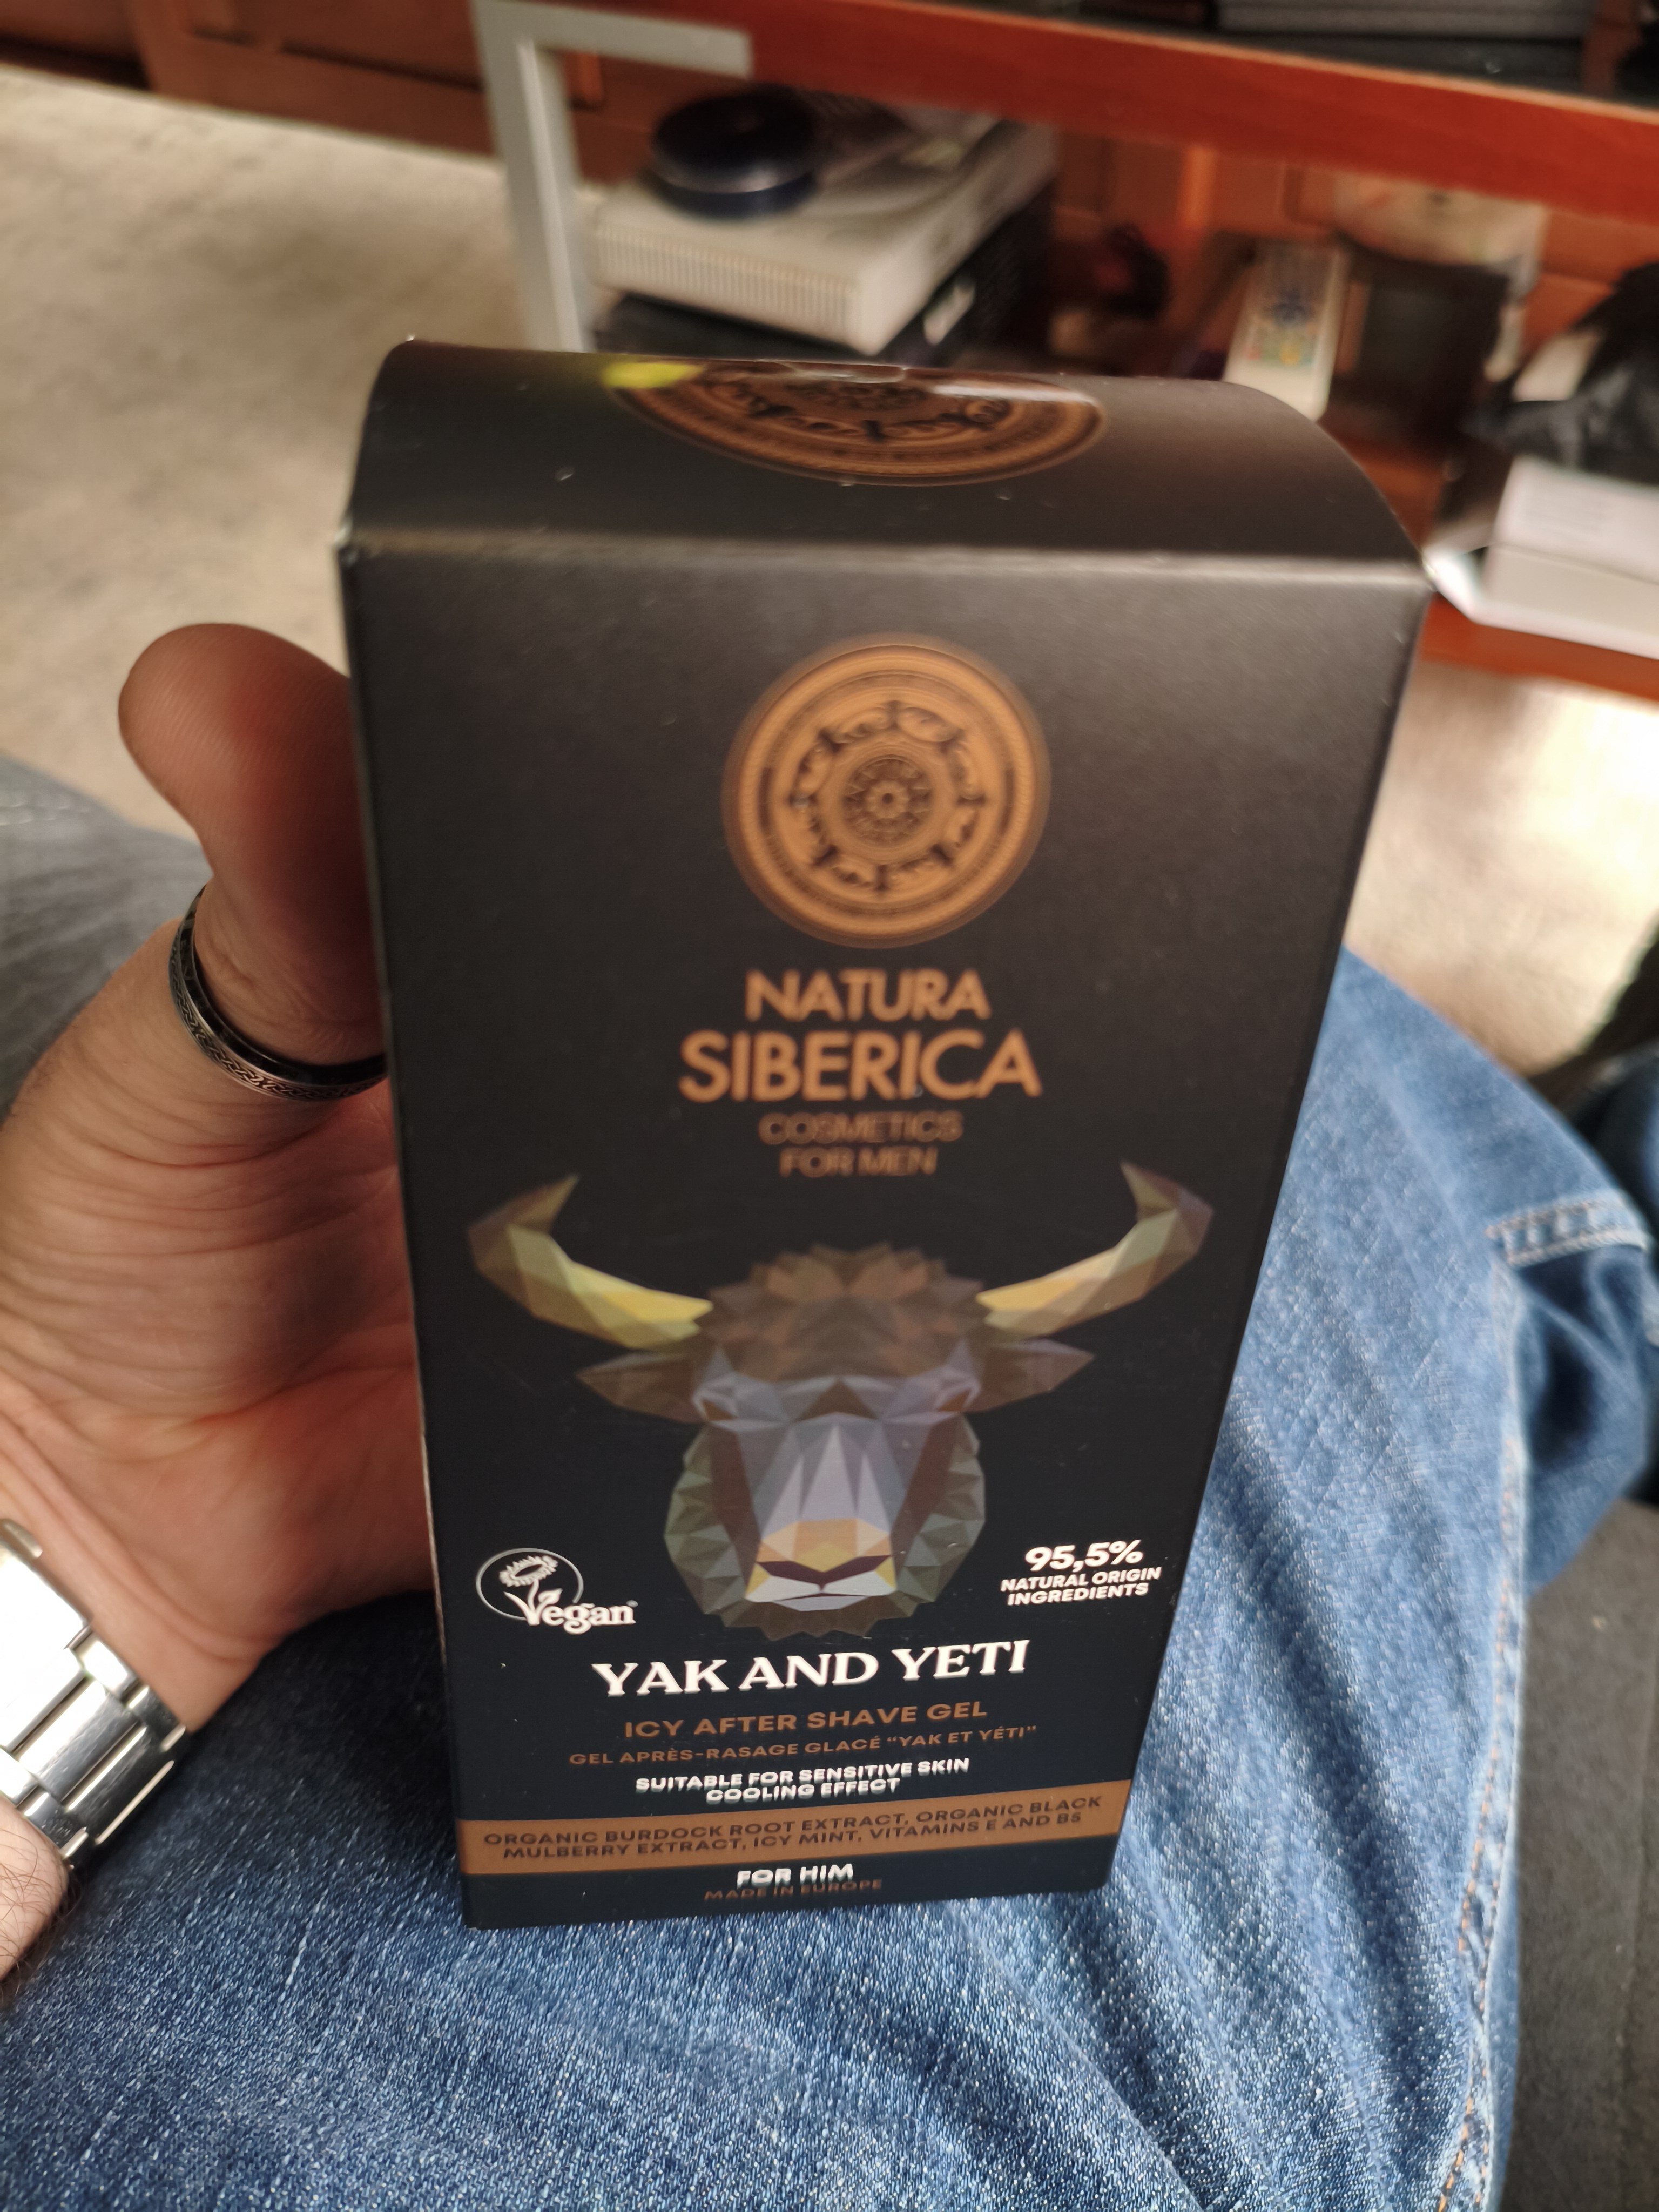 NATURA
SIBERICA
COSMETICS
FOR MEN
Vegan
95,5%
NATURAL ORIGIN
INGREDIENTS
YAK AND YETI
ICY AFTER SHAVE GEL
GEL APRÈS-RASAGE GLACÉ "YAK ET YÉTI"
SUITABLE FOR SENSITIVE SKIN
COOLING EFFECT
ORGANIC BURDOCK ROOT EXTRACT, ORGANIC BLACK
MULBERRY EXTRACT, ICY MINT, VITAMINS E AND B5
FOR HIM
MADE IN EUROPE